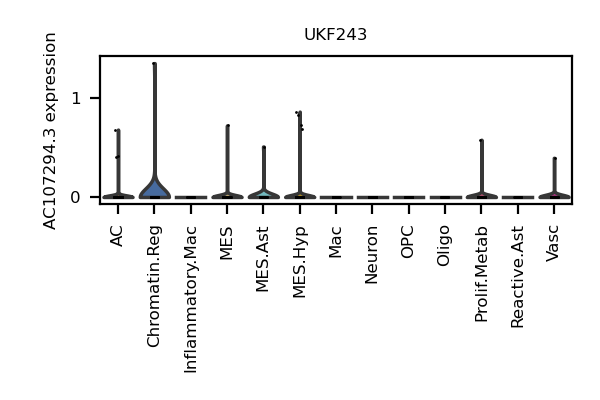 UKF243
AC107294.3 expression
1
0
AC
Chromatin.Reg
Inflammatory.Mac
MES
MES.Ast
MES.Hyp
Mac
Neuron
OPC
Oligo
Prolif.Metab
Reactive.Ast
Vasc